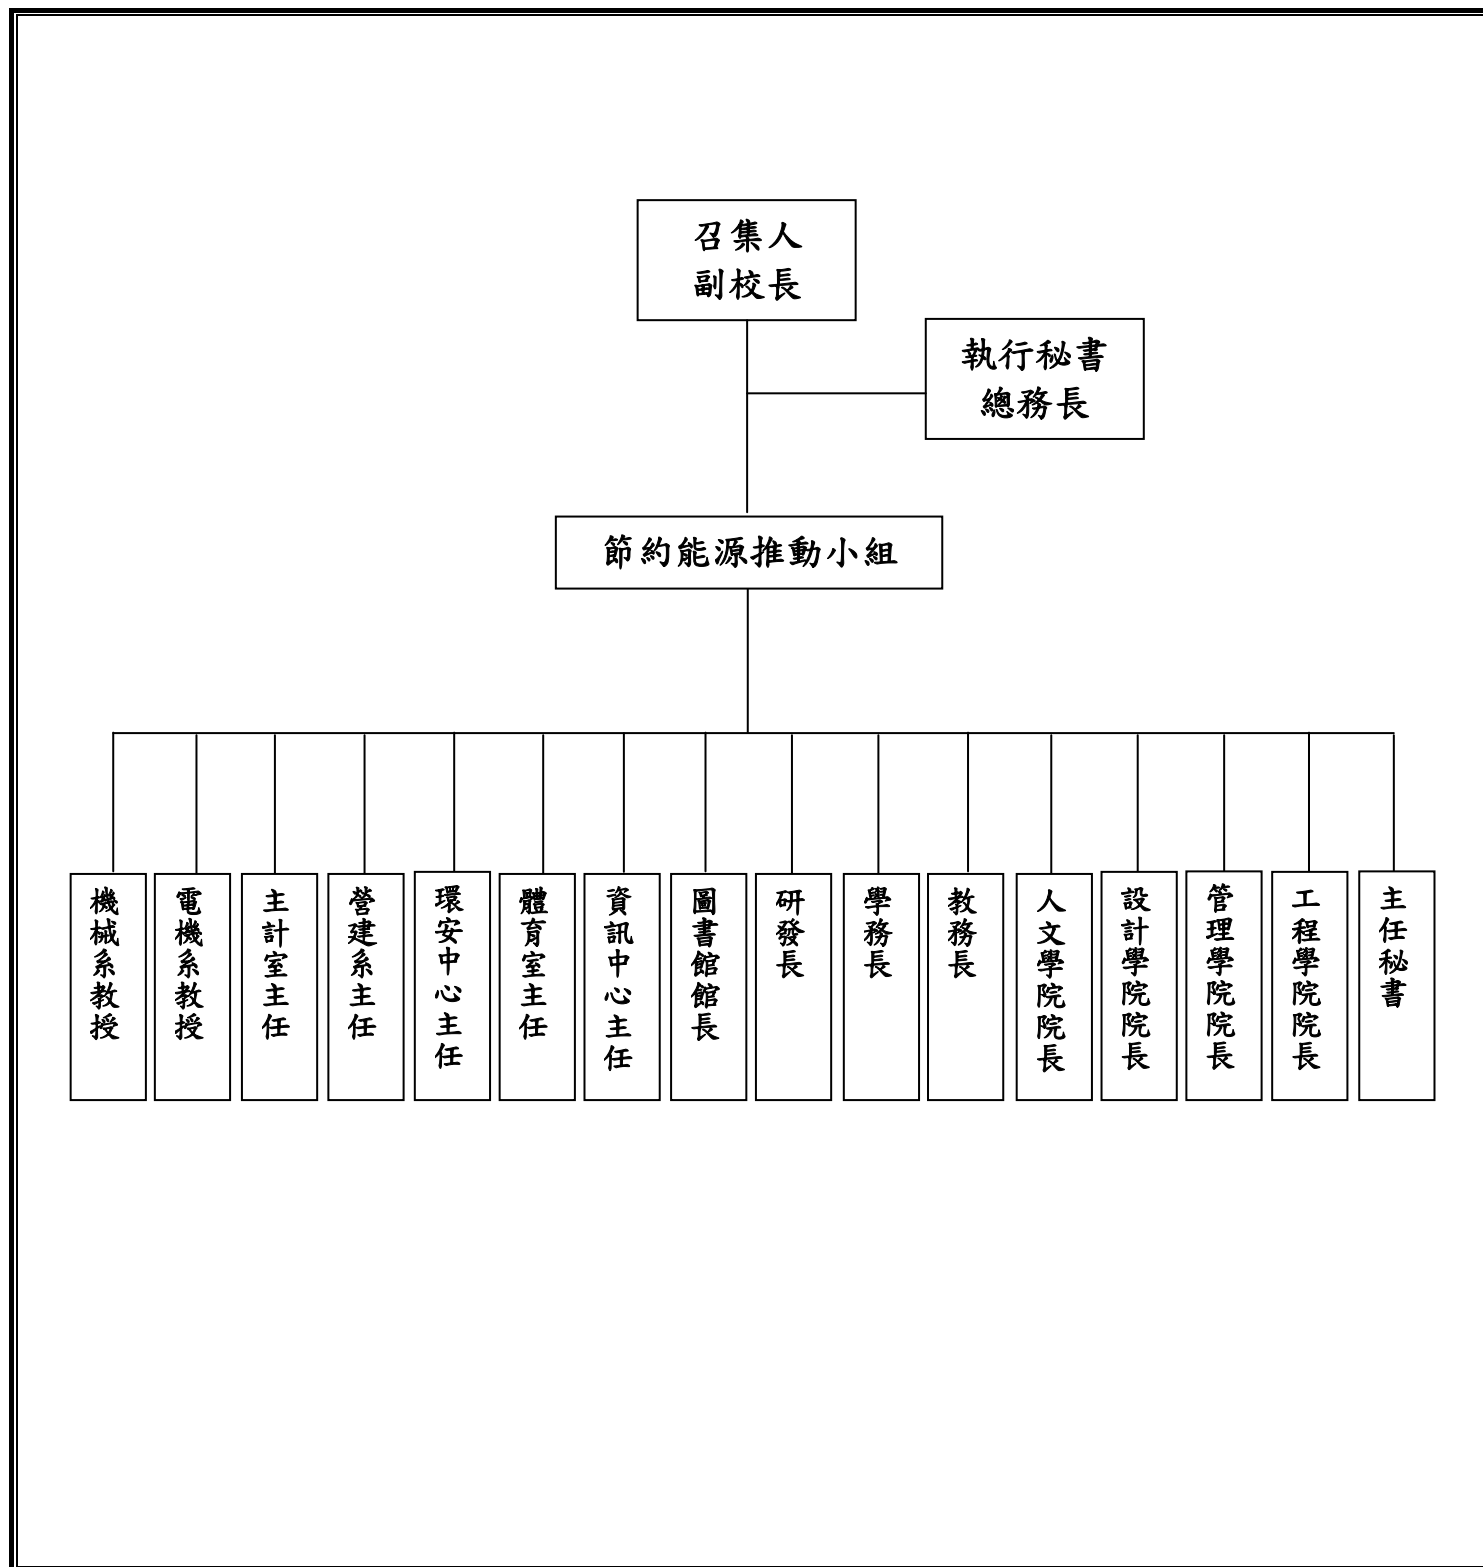 召集人
副校長
執行秘書
總務長
節約能源推動小組
機械系教授
電機系教授
主計室主任
營建系主任
環安中心主任
體育室主任
資訊中心主任
圖書館館長
研發長
學務長
教務長
人文學院院長
設計學院院長
管理學院院長
工程學院院長
主任秘書